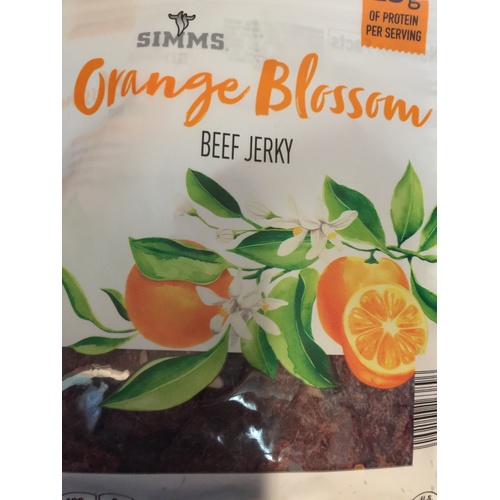 SIMMS
OF PROTEIN
PER SERVING
Orange Blossom
BEEF JERKY